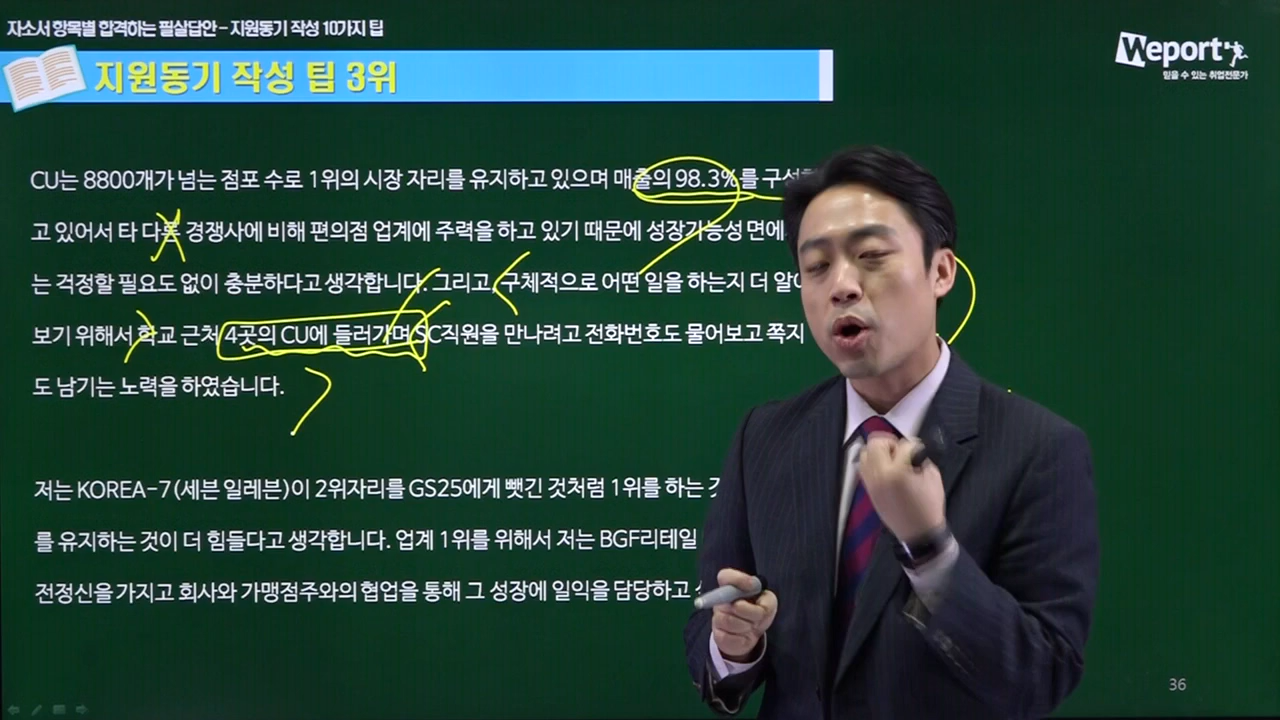 자소서 항목별 합격하는 필살답안 - 지원동기 작성 10가지 팁
Weport
믿을 수 있는 취업전문가
지원동기 작성 팁 3위
CU는 8800개가 넘는 점포 수로 1위의 시장 자리를 유지하고 있으며 매출의 98.3%를
고 있어서 타 다른 경쟁사에 비해 편의점 업계에 주력을 하고 있기 때문에 성장가능성 면에
는 걱정할 필요도 없이 충분하다고 생각합니다. 그리고, 구체적으로 어떤 일을 하는지 더
보기 위해서 학교 근처 4곳의 CU에 들러가며 SC직원을 만나려고 전화번호도 물어보고 쪽지
도 남기는 노력을 하였습니다.
저는 KOREA-7(세븐 일레븐)이 2위자리를 GS25에게 뺏긴 것처럼 1위를 하는
를 유지하는 것이 더 힘들다고 생각합니다. 업계 1위를 위해서 저는 BGF리테일
전정신을 가지고 회사와 가맹점주와의 협업을 통해 그 성장에 일익을 담당하고
36